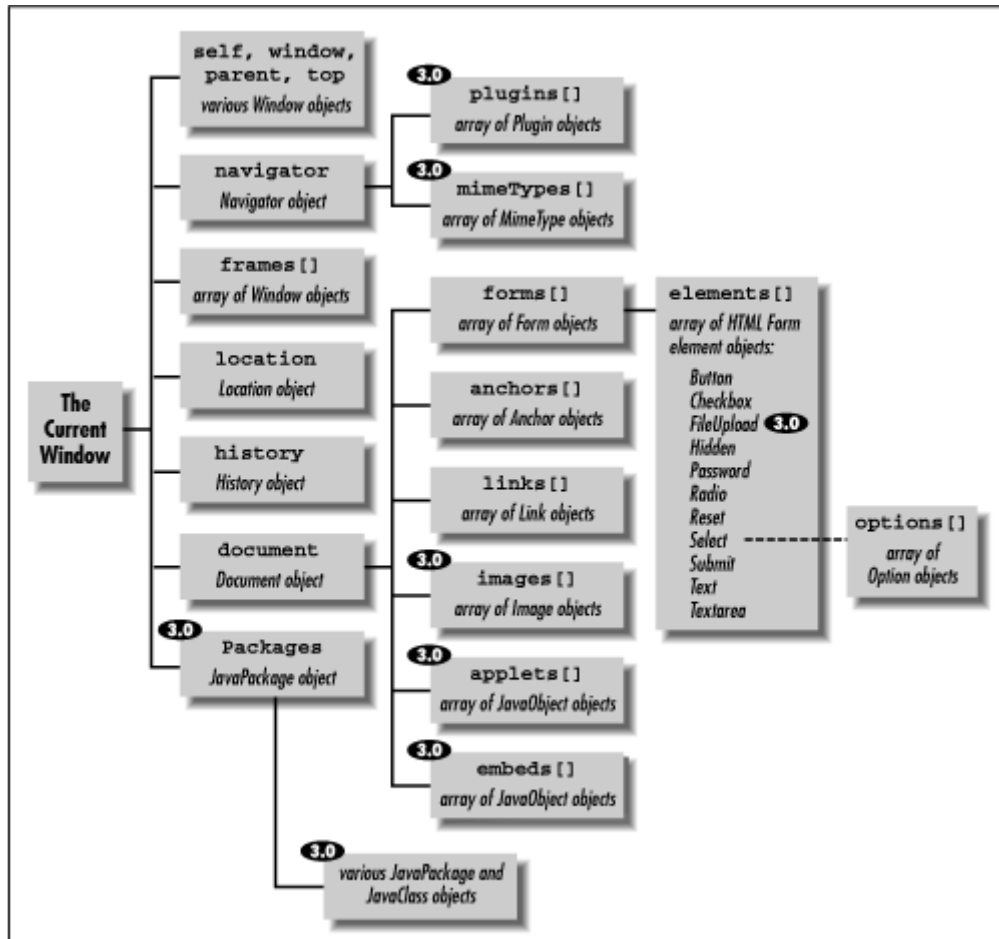 self, window,
parent, top
various Window objects
3.0
plugins[]
array of Plugin objects
navigator
Navigator object
3.0
mimeTypes[]
array of MimeType objects
frames[]
array of Window objects
forms[]
array of Form objects
elements[]
array of HTML Form
element objects:
Button
Checkbox
FileUpload 3.0
Hidden
Password
Radio
Reset
Select
Submit
Text
Textarea
options[]
array of
Option objects
location
Location object
anchors[]
array of Anchor objects
The
Current
Window
history
History object
links[]
array of Link objects
document
Document object
3.0
images[]
array of Image objects
3.0
Packages
JavaPackage object
3.0
applets[]
array of JavaObject objects
3.0
embeds[]
array of JavaObject objects
3.0
various JavaPackage and
JavaClass objects